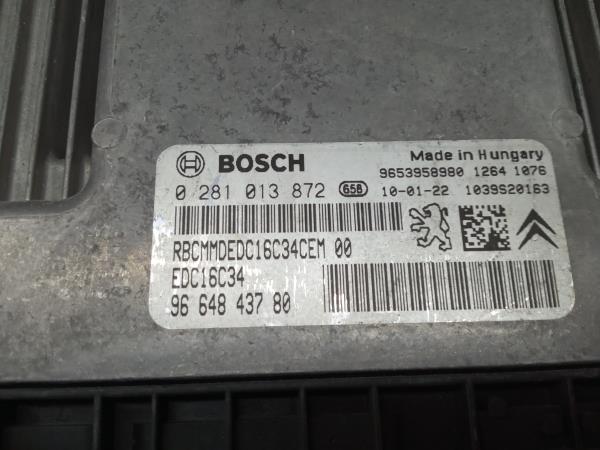 BOSCH
Made in Hungary
9653958980 1264 1076
0 281 013 872 658 10-01-22 1039S20163
RBCMMDEDC16C34CEM 00
EDC16C34
96 648 437 80